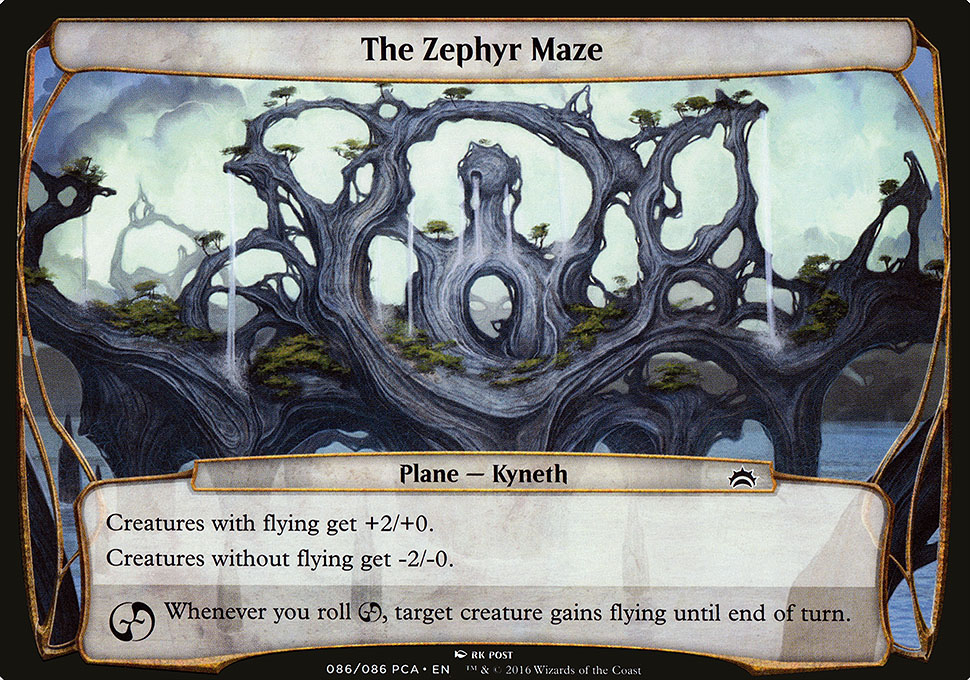 The Zephyr Maze
Plane — Kyneth
Creatures with flying get +2/+0.
Creatures without flying get -2/-0.
Whenever you roll , target creature gains flying until end of turn.
RK POST
086/086 PCA • EN ™ & © 2016 Wizards of the Coast